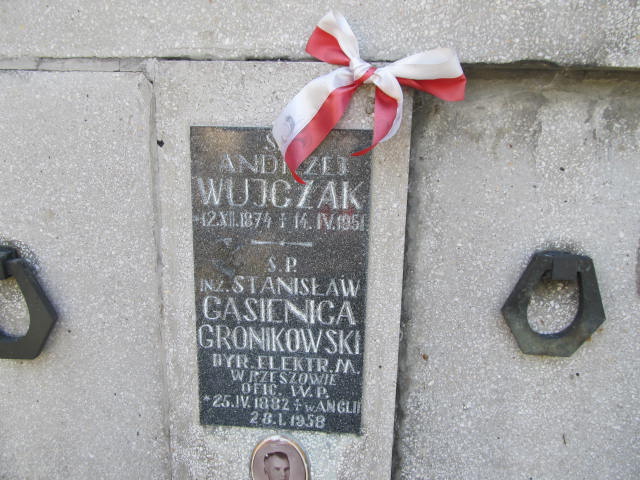 Ś.
ANDRZEJ
WUJCZAK
*12.XII.1874 † 14.IV.1951
Ś.P.
INŻ. STANISŁAW
GĄSIENICA
GRONIKOWSKI
DYR. ELEKTR. M.
W RZESZOWIE
OFIC. W.P.
*25.IV.1882 † w ANGLII
28.I.1958